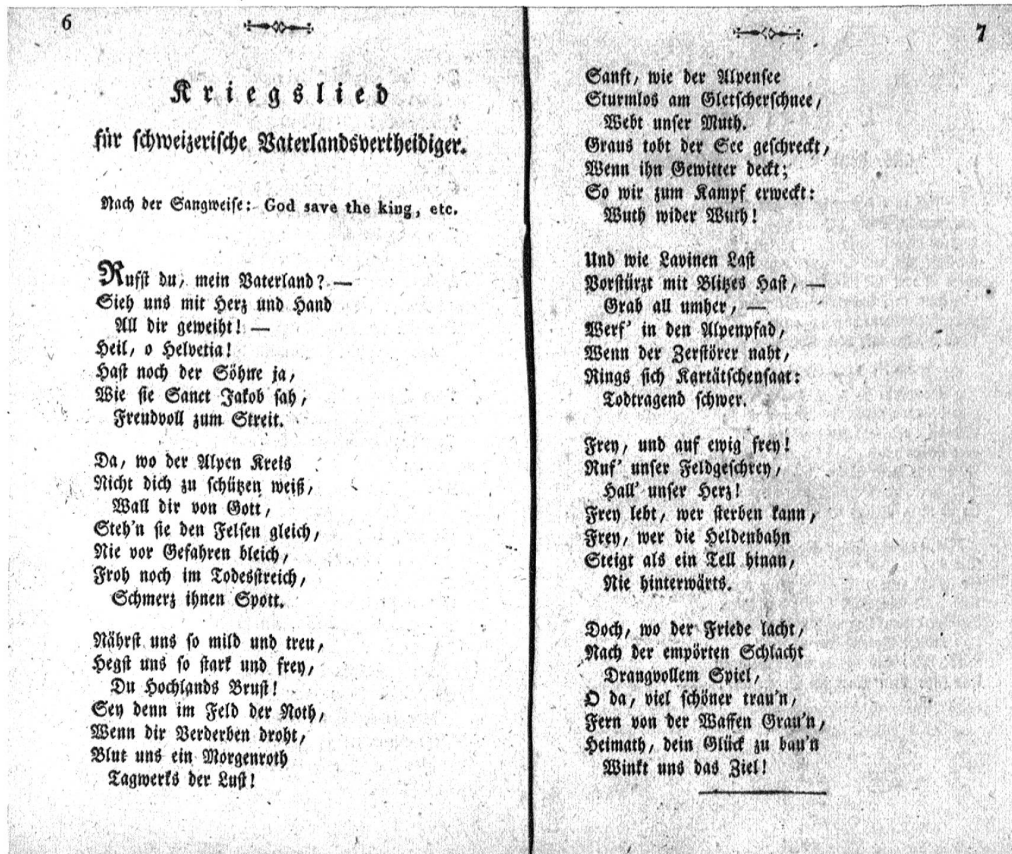 6
Kriegslied
für schweizerische Vaterlandsvertheidiger.
Nach der Sangweise: God save the king, etc.
Rufst du, mein Vaterland? —
Sieh uns mit Herz und Hand
All dir geweiht! —
Heil, o Helvetia!
Hast noch der Söhne ja,
Wie sie Sanct Jakob sah,
Freudvoll zum Streit.
Da, wo der Alpen Kreis
Nicht dich zu schützen weiß,
Wall dir von Gott,
Steh'n sie den Felsen gleich,
Nie vor Gefahren bleich,
Froh noch im Todesstreich,
Schmerz ihnen Spott.
Nährst uns so mild und treu,
Hegst uns so stark und frey,
Du Hochlands Brust!
Sey denn im Feld der Noth,
Wenn dir Verderben droht,
Blut uns ein Morgenroth
Tagwerks der Lust!
7
Sanft, wie der Alpensee
Sturmlos am Gletscherschnee,
Webt unser Muth.
Graus tobt der See geschreckt,
Wenn ihn Gewitter deckt;
So wir zum Kampf erweckt:
Wuth wider Wuth!
Und wie Lavinen Last
Vorstürzt mit Blitzes Hast, —
Grab all umher, —
Werf' in den Alpenpfad,
Wenn der Zerstörer naht,
Rings sich Kartätschensaat:
Todtragend schwer.
Frey, und auf ewig frey!
Ruf' unser Feldgeschrey,
Hall' unser Herz!
Frey lebt, wer sterben kann,
Frey, wer die Heldenbahn
Steigt als ein Tell hinan,
Nie hinterwärts.
Doch, wo der Friede lacht,
Nach der empörten Schlacht
Drangvollem Spiel,
O da, viel schöner trau'n,
Fern von der Waffen Grau'n,
Heimath, dein Glück zu bau'n
Winkt uns das Ziel!